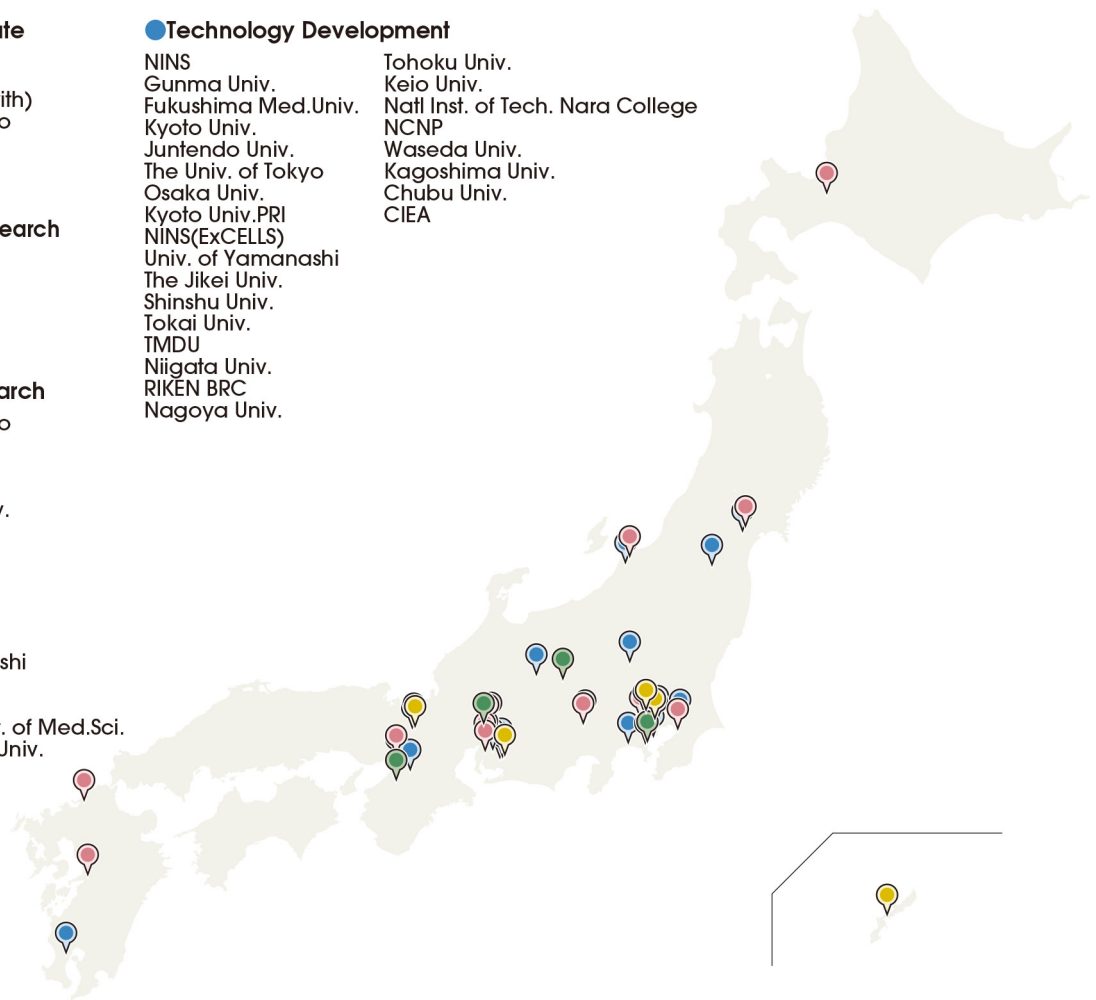 te
ith)
o
earch
arch
o
.
shi
. of Med.Sci.
Univ.
Technology Development
NINS
Gunma Univ.
Fukushima Med.Univ.
Kyoto Univ.
Juntendo Univ.
The Univ. of Tokyo
Osaka Univ.
Kyoto Univ.PRI
NINS(ExCELLS)
Univ. of Yamanashi
The Jikei Univ.
Shinshu Univ.
Tokai Univ.
TMDU
Niigata Univ.
RIKEN BRC
Nagoya Univ.
Tohoku Univ.
Keio Univ.
Natl Inst. of Tech. Nara College
NCNP
Waseda Univ.
Kagoshima Univ.
Chubu Univ.
CIEA